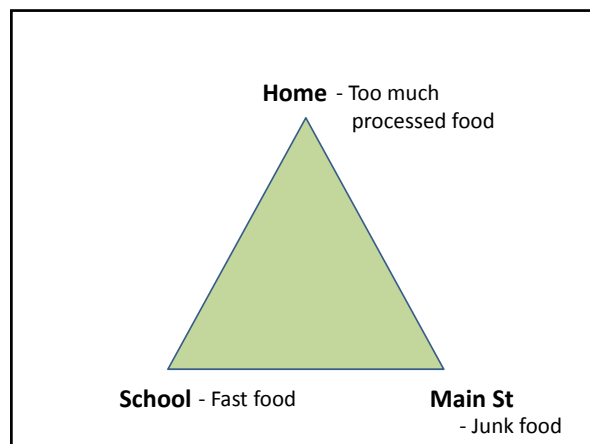 Home - Too much
processed food
School - Fast food
Main St
- Junk food